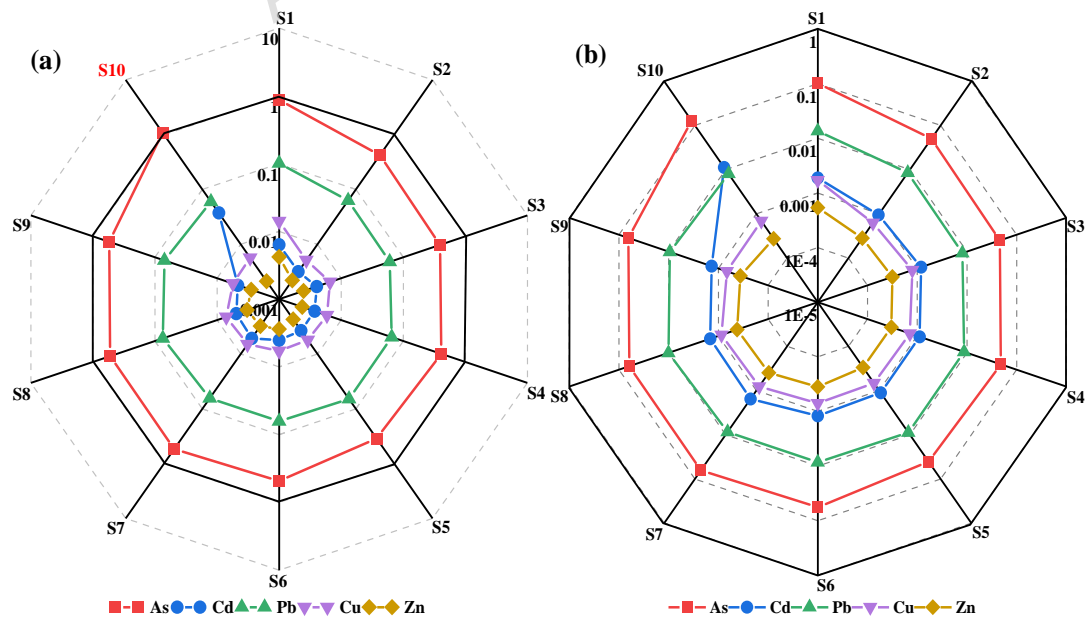 (a)
S1
S2
S3
S4
S5
S6
S7
S8
S9
S10
10
1
0.1
0.01
0.001
As Cd Pb Cu Zn
(b)
S1
S2
S3
S4
S5
S6
S7
S8
S9
S10
1
0.1
0.01
0.001
1E-4
1E-5
As Cd Pb Cu Zn